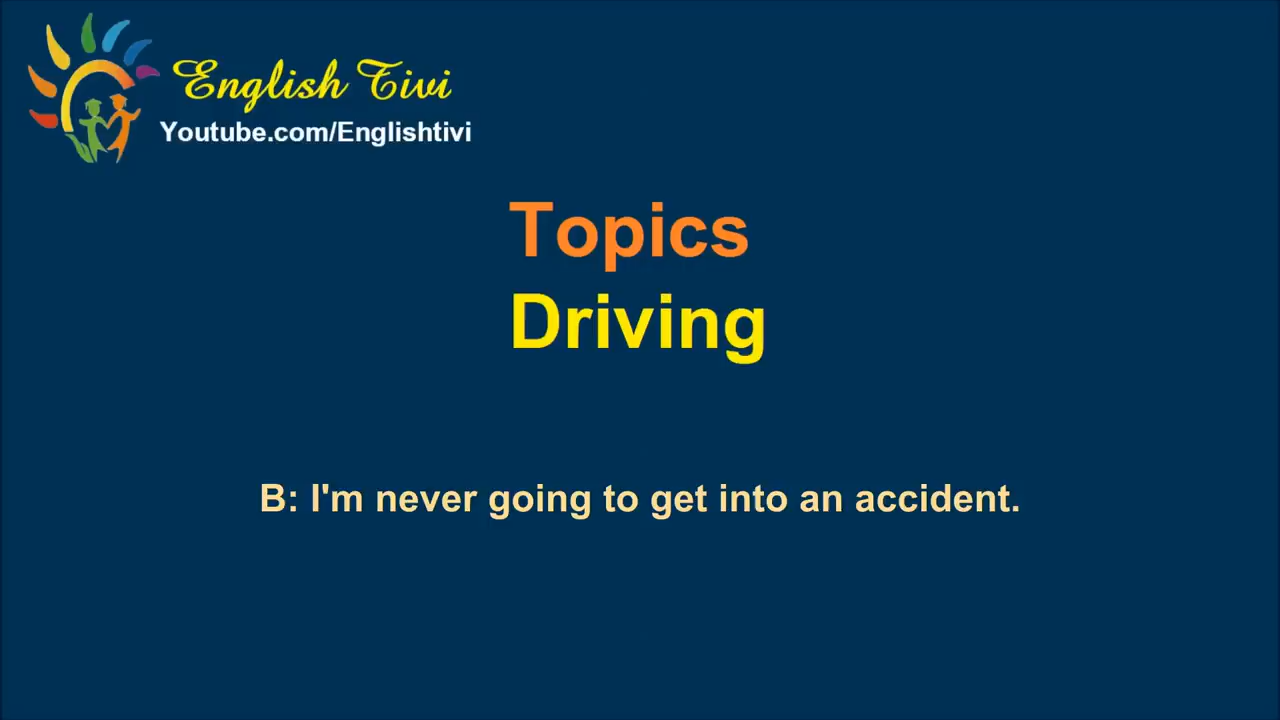 English Tivi
Youtube.com/Englishtivi
Topics
Driving
B: I'm never going to get into an accident.